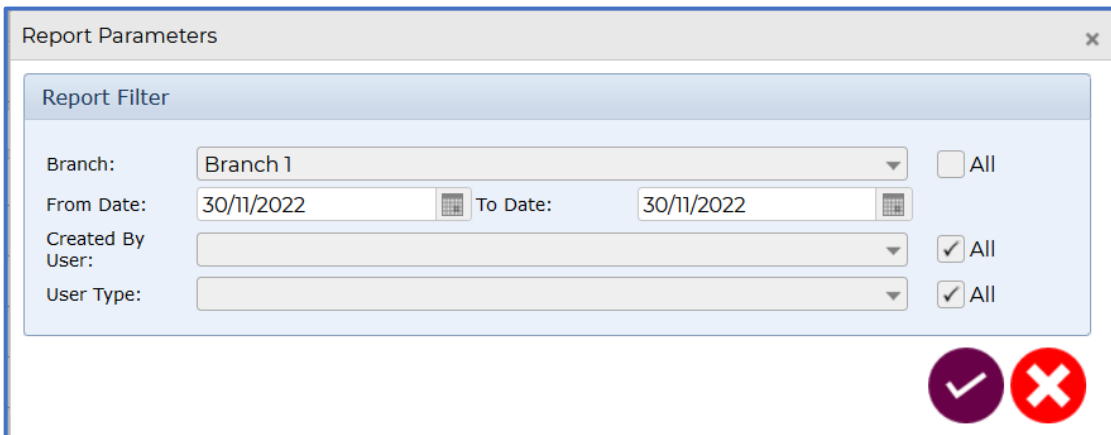 Report Parameters
Report Filter
Branch: Branch 1 All
From Date: 30/11/2022 To Date: 30/11/2022
Created By
User: All
User Type: All